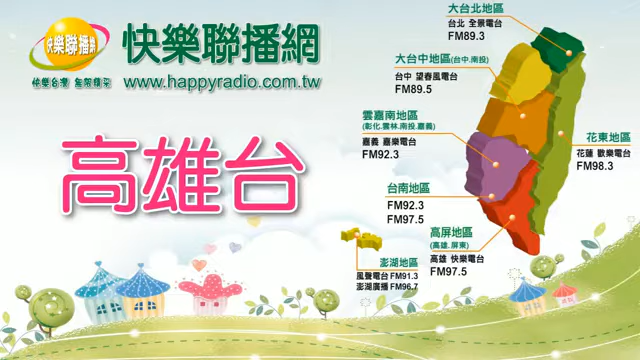 快樂聯播網
快樂台灣 無限精采
快樂聯播網
www.happyradio.com.tw
高雄台
大台北地區
台北 全景電台
FM89.3
大台中地區(台中.南投)
台中 望春風電台
FM89.5
雲嘉南地區
(彰化.雲林.南投.嘉義)
嘉義 嘉樂電台
FM92.3
花東地區
花蓮 歡樂電台
FM98.3
台南地區
FM92.3
FM97.5
高屏地區
(高雄.屏東)
高雄 快樂電台
FM97.5
澎湖地區
風聲電台 FM91.3
澎湖廣播 FM96.7